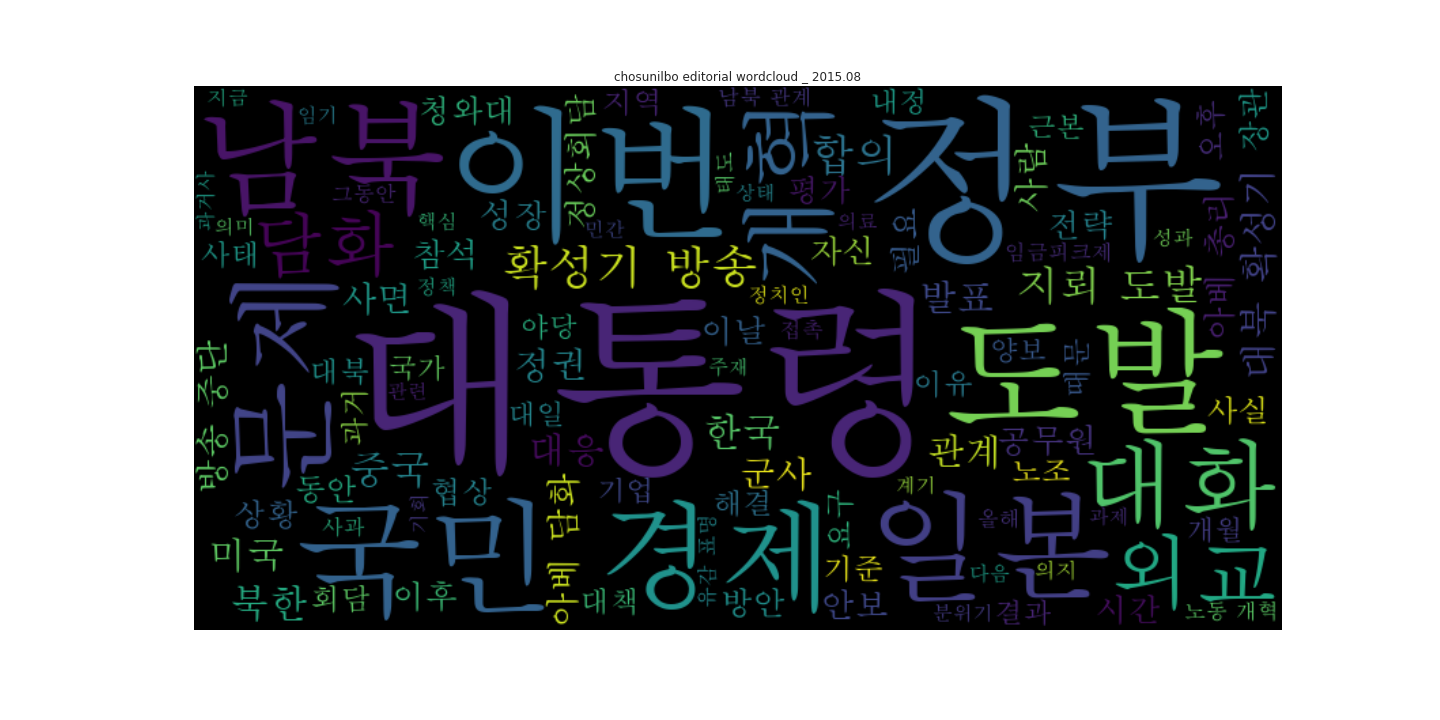 chosunilbo editorial wordcloud _ 2015.08
지금
임기
청와대
정상회담
지역
남북 관계
개혁
내정
근본
오후
장관
남북
이번
정부
합의
사람
태도
상태
평가
과거사
그동안
의미
핵심
성장
민간
의료
필요
전략
성과
총리
대북 확성기
담화
사태
참석
확성기 방송
자신
임금피크제
문제
사면
정책
정치인
발표
지뢰 도발
아베
대통령
야당
이날
접촉
도발
방송 중단
대북
국가
관련
정권
주재
양보
때문
이유
과거
대일
한국
사실
대응
관계
공무원
중국
군사
노조
대화
동안
협상
기업
해결
계기
상황
사과
기회
아베 담화
경제
유감 표명
요구
일본
올해
과제
개월
미국
국민
기준
다음
의지
외교
북한
회담
이후
대책
방안
안보
분위기
결과
시간
노동 개혁